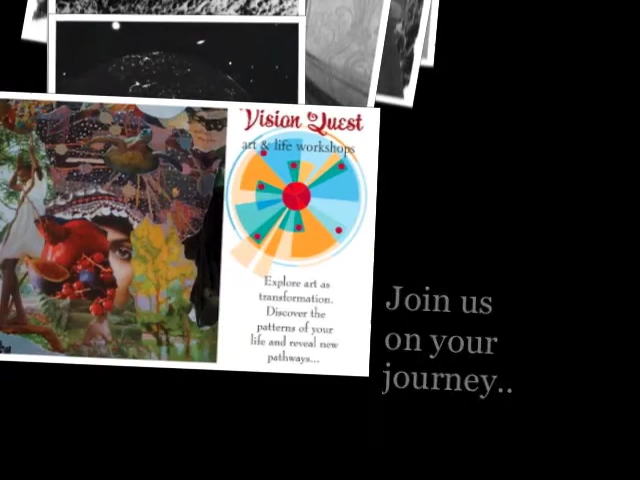 Vision Quest
art & life workshops
Explore art as
transformation.
Discover the
patterns of your
life and reveal new
pathways...
Join us
on your
journey..